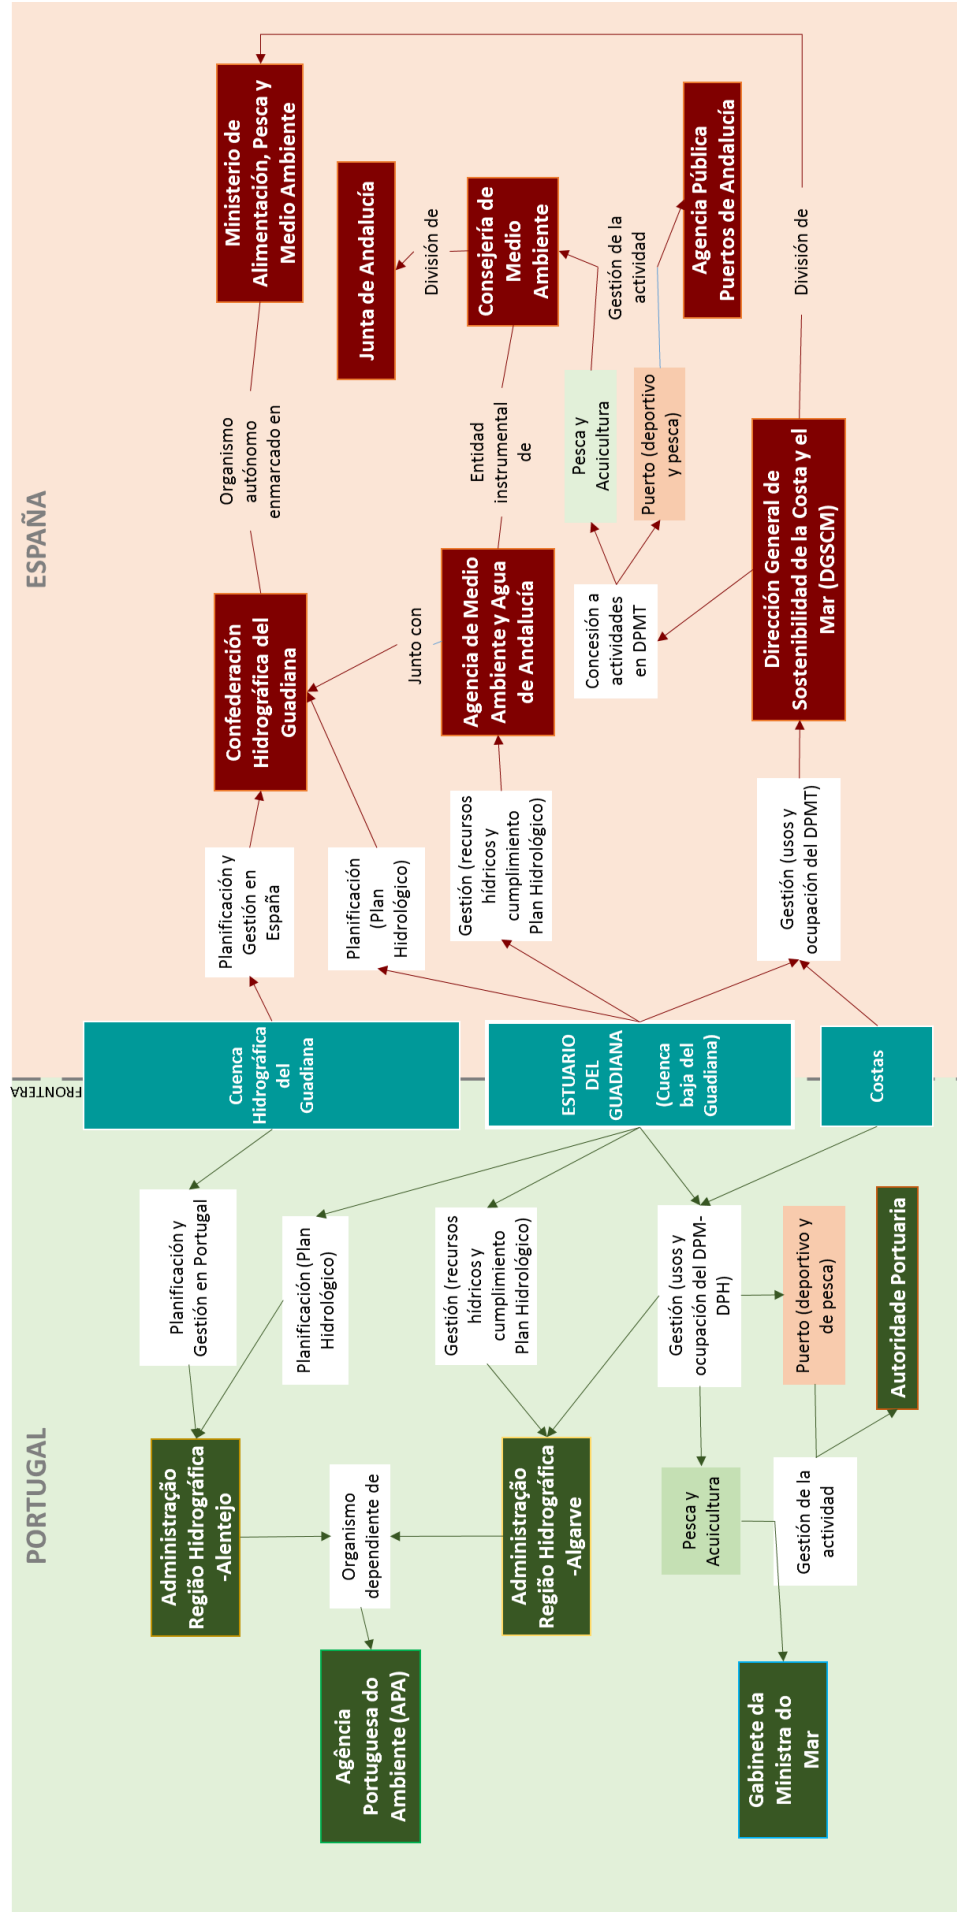 PORTUGAL
ESPAÑA
FRONTERA
Agência
Portuguesa do
Ambiente (APA)
Gabinete da
Ministra do
Mar
Administração
Região Hidrográfica
-Alentejo
Organismo
dependiente de
Administração
Região Hidrográfica
-Algarve
Pesca y
Acuicultura
Gestión de la
actividad
Planificación y
Gestión en Portugal
Planificación (Plan
Hidrológico)
Gestión (recursos
hídricos y
cumplimiento
Plan Hidrológico)
Gestión (usos y
ocupación del DPM-
DPH)
Puerto (deportivo y
de pesca)
Autoridade Portuaria
Cuenca
Hidrográfica
del
Guadiana
ESTUARIO
DEL
GUADIANA
(Cuenca
baja del
Guadiana)
Costas
Planificación y
Gestión en
España
Planificación
(Plan
Hidrológico)
Gestión (recursos
hídricos y
cumplimiento
Plan Hidrológico)
Gestión (usos y
ocupación del DPMT)
Confederación
Hidrográfica del
Guadiana
Junto con
Agencia de Medio
Ambiente y Agua
de Andalucía
Concesión a
actividades
en DPMT
Dirección General de
Sostenibilidad de la Costa y el
Mar (DGSCM)
Organismo
autónomo
enmarcado en
Entidad
instrumental
de
Pesca y
Acuicultura
Puerto (deportivo
y pesca)
Ministerio de
Alimentación, Pesca y
Medio Ambiente
Junta de Andalucía
División de
Consejería de
Medio
Ambiente
Gestión de la
actividad
Agencia Pública
Puertos de Andalucía
División de